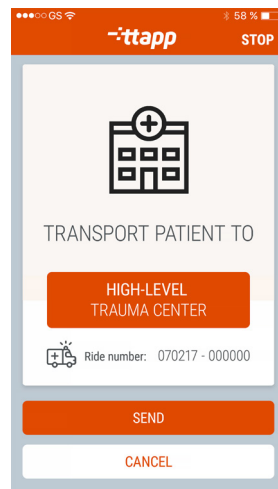 GS 58 %
ttapp
STOP
TRANSPORT PATIENT TO
HIGH-LEVEL
TRAUMA CENTER
Ride number: 070217 - 000000
SEND
CANCEL